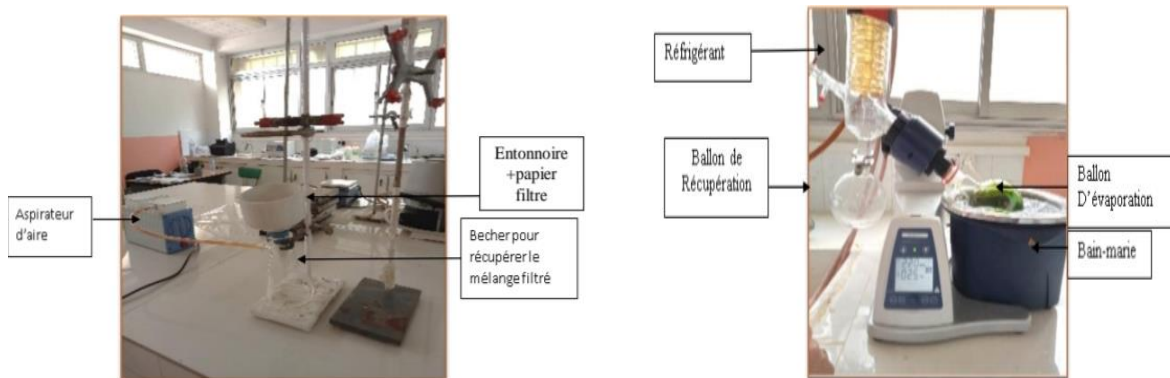 Aspirateur
d'aire
Entonnoire
+papier
filtre
Becher pour
récupérer le
mélange filtré
Réfrigérant
Ballon de
Récupération
Ballon
D'évaporation
Bain-marie